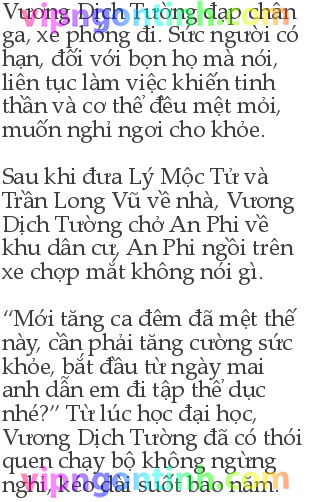 Vương Dịch Tường đạp chân
ga, xe phóng đi. Sức người có
hạn, đối với bọn họ mà nói,
liên tục làm việc khiến tinh
thần và cơ thể đều mệt mỏi,
muốn nghỉ ngơi cho khỏe.
Sau khi đưa Lý Mộc Tử và
Trần Long Vũ về nhà, Vương
Dịch Tường chở An Phi về
khu dân cư, An Phi ngồi trên
xe chợp mắt không nói gì.
“Mới tăng ca đêm đã mệt thế
này, cần phải tăng cường sức
khỏe, bắt đầu từ ngày mai
anh dẫn em đi tập thể dục
nhé?” Từ lúc học đại học,
Vương Dịch Tường đã có thói
quen chạy bộ không ngừng
nghỉ, kéo dài suốt bao năm.
vipngontinh.com
vipngontinh.com